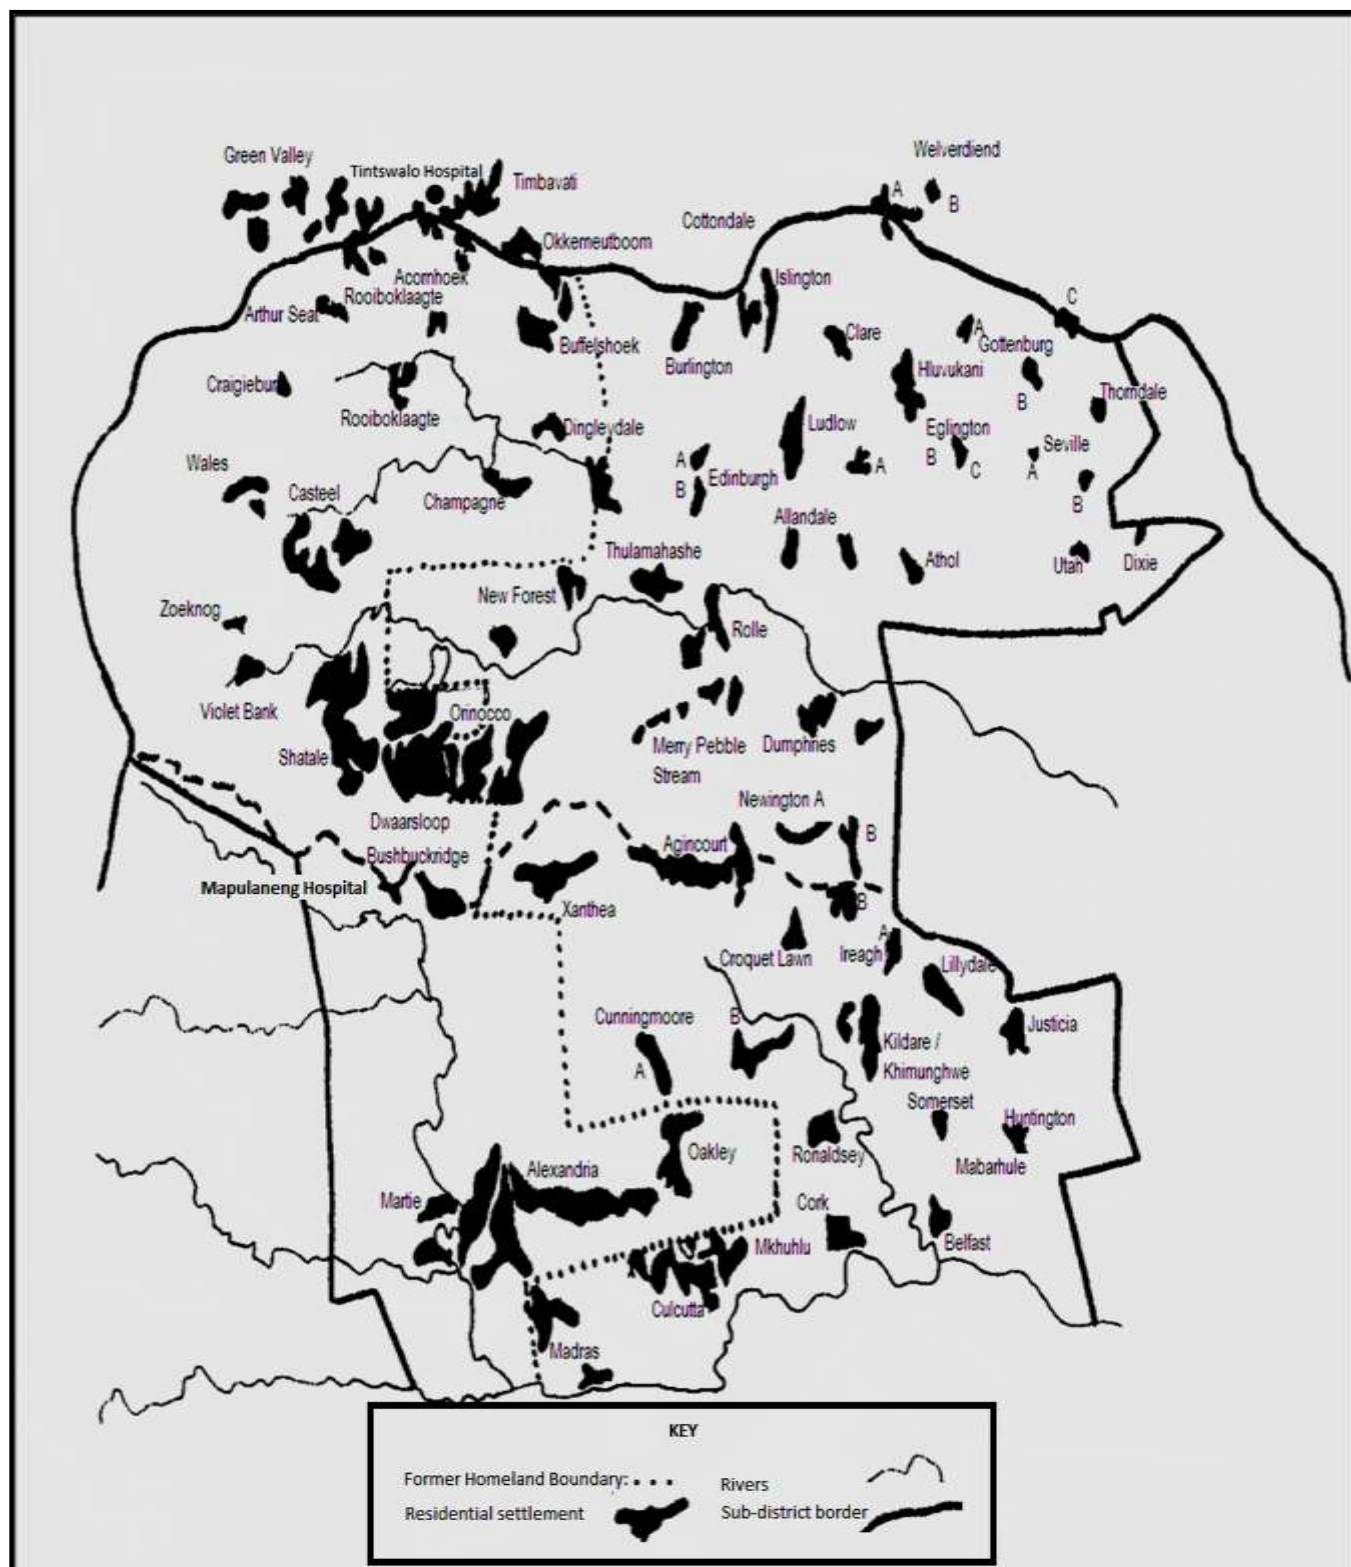 Welverdiend
Green Valley
Tintswalo Hospital
Timbavati
A
B
Cottondale
Okkerneutboom
Acornhoek
Islington
Rooiboklaagte
C
Arthur Seat
A
Clare
Gottenburg
Buffelshoek
Burlington
Hluvukani
Craigieburn
Thorndale
B
Rooiboklaagte
Dingleydale
Ludlow
Eglington
Seville
Wales
A
B
C
A
A
Edinburgh
B
Casteel
Champagne
B
Allandale
Thulamahashe
Athol
Utah
Dixie
New Forest
Zoeknog
Rolle
Violet Bank
Orinocco
Merry Pebble
Stream
Dumphries
Shatale
Newington A
Dwaarsloop
B
Agincourt
Bushbuckridge
Mapulaneng Hospital
B
Xanthea
A
Croquet Lawn
Ireagh
Lillydale
Cunningmoore
B
Justicia
Kildare /
Khimunghwe
A
Somerset
Huntington
Oakley
Ronaldsey
Alexandria
Mabarhule
Martie
Cork
Mkhuhlu
Belfast
A
Culcutta
Madras
KEY
Former Homeland Boundary:
Rivers
Residential settlement
Sub-district border